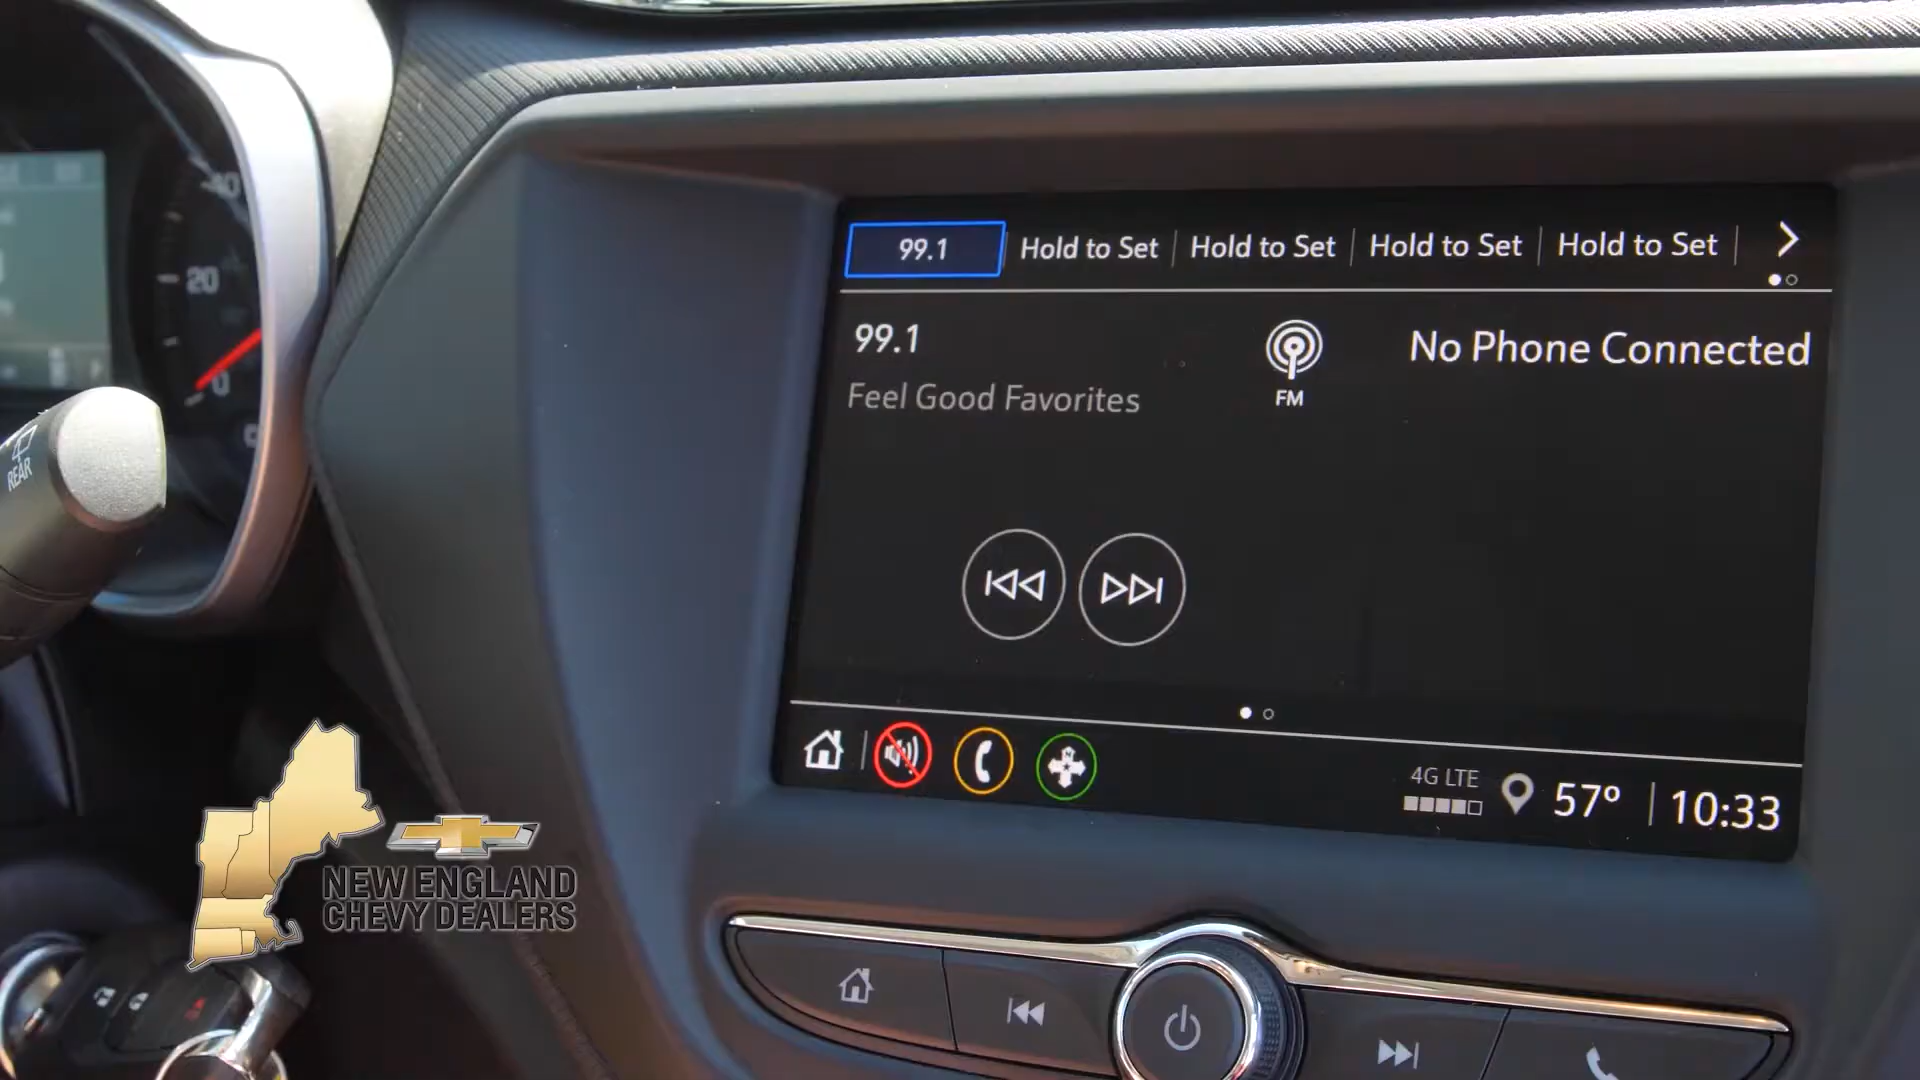 40
20
0
REAR
99.1
Hold to Set
Hold to Set
Hold to Set
Hold to Set
99.1
Feel Good Favorites
FM
No Phone Connected
4G LTE
57°
10:33
NEW ENGLAND
CHEVY DEALERS